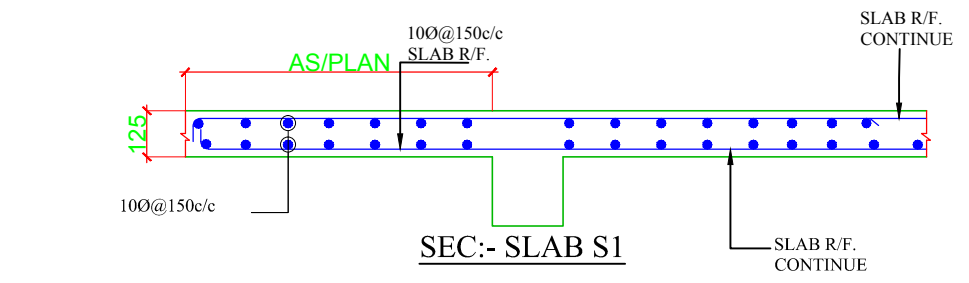 SLAB R/F.
CONTINUE
10Ø@150c/c
SLAB R/F.
AS/PLAN
125
10Ø@150c/c
SEC:- SLAB S1
SLAB R/F.
CONTINUE